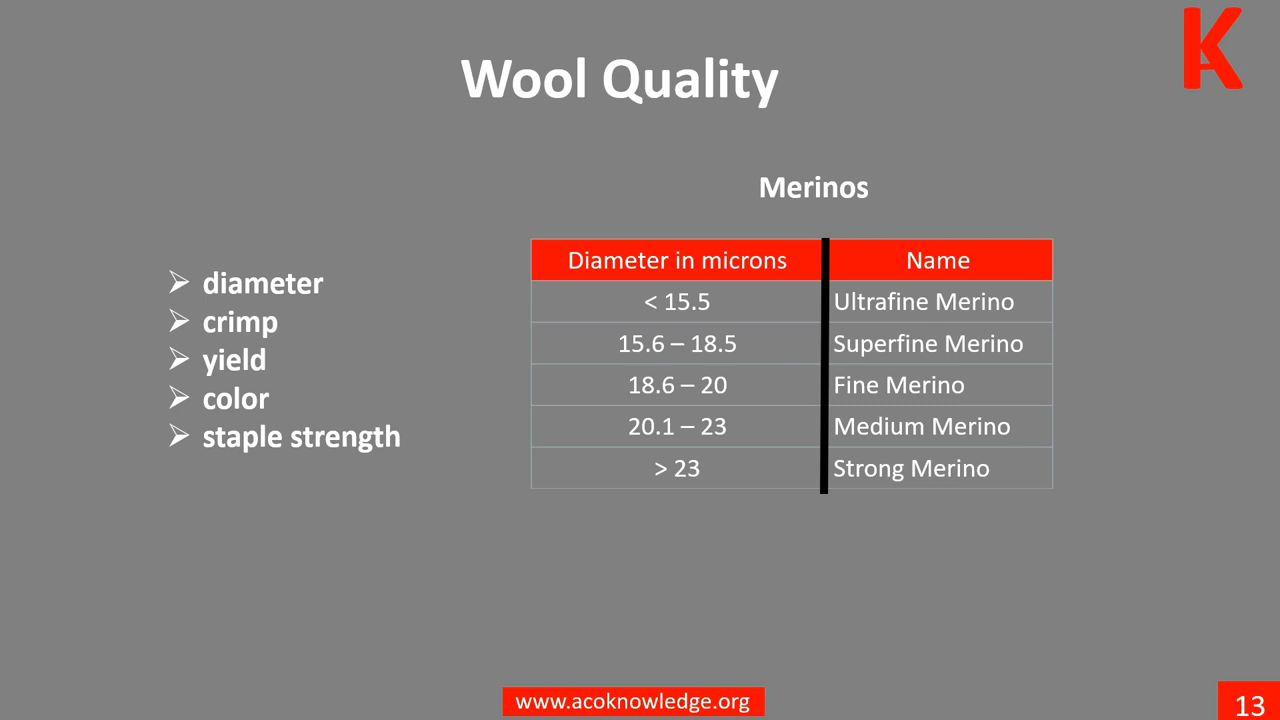 Wool Quality
Merinos
➢ diameter
➢ crimp
➢ yield
➢ color
➢ staple strength
Diameter in microns Name
< 15.5 Ultrafine Merino
15.6 – 18.5 Superfine Merino
18.6 – 20 Fine Merino
20.1 – 23 Medium Merino
> 23 Strong Merino
www.acoknowledge.org
13